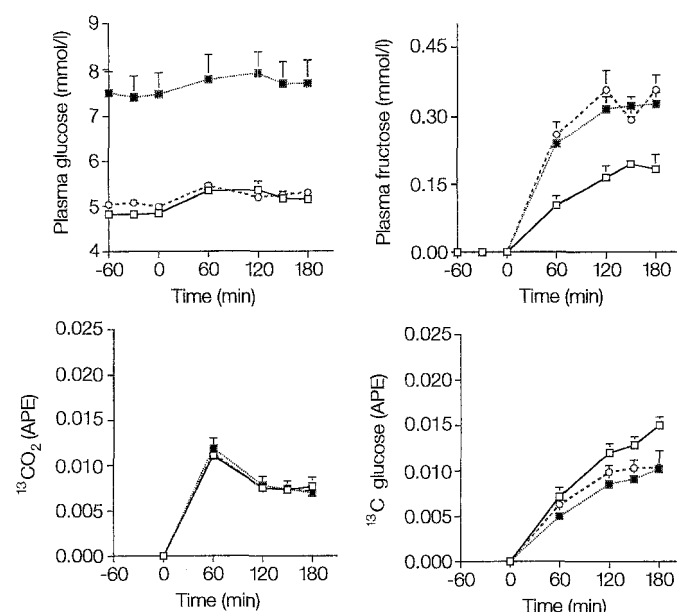 Plasma glucose (mmol/l)
9
8
7
6
5
4
-60 0 60 120 180
Time (min)
Plasma fructose (mmol/l)
0.45
0.30
0.15
0.00
-60 0 60 120 180
Time (min)
¹³CO₂ (APE)
0.025
0.020
0.015
0.010
0.005
0.000
-60 0 60 120 180
Time (min)
¹³C glucose (APE)
0.025
0.020
0.015
0.010
0.005
0.000
-60 0 60 120 180
Time (min)